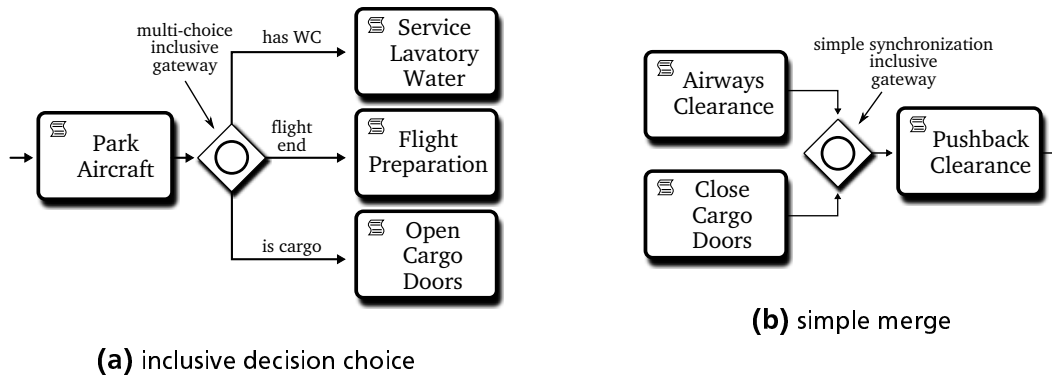 multi-choice
inclusive
gateway
has WC
Service
Lavatory
Water
Park
Aircraft
flight
end
Flight
Preparation
is cargo
Open
Cargo
Doors
(a) inclusive decision choice
simple synchronization
inclusive
gateway
Airways
Clearance
Pushback
Clearance
Close
Cargo
Doors
(b) simple merge